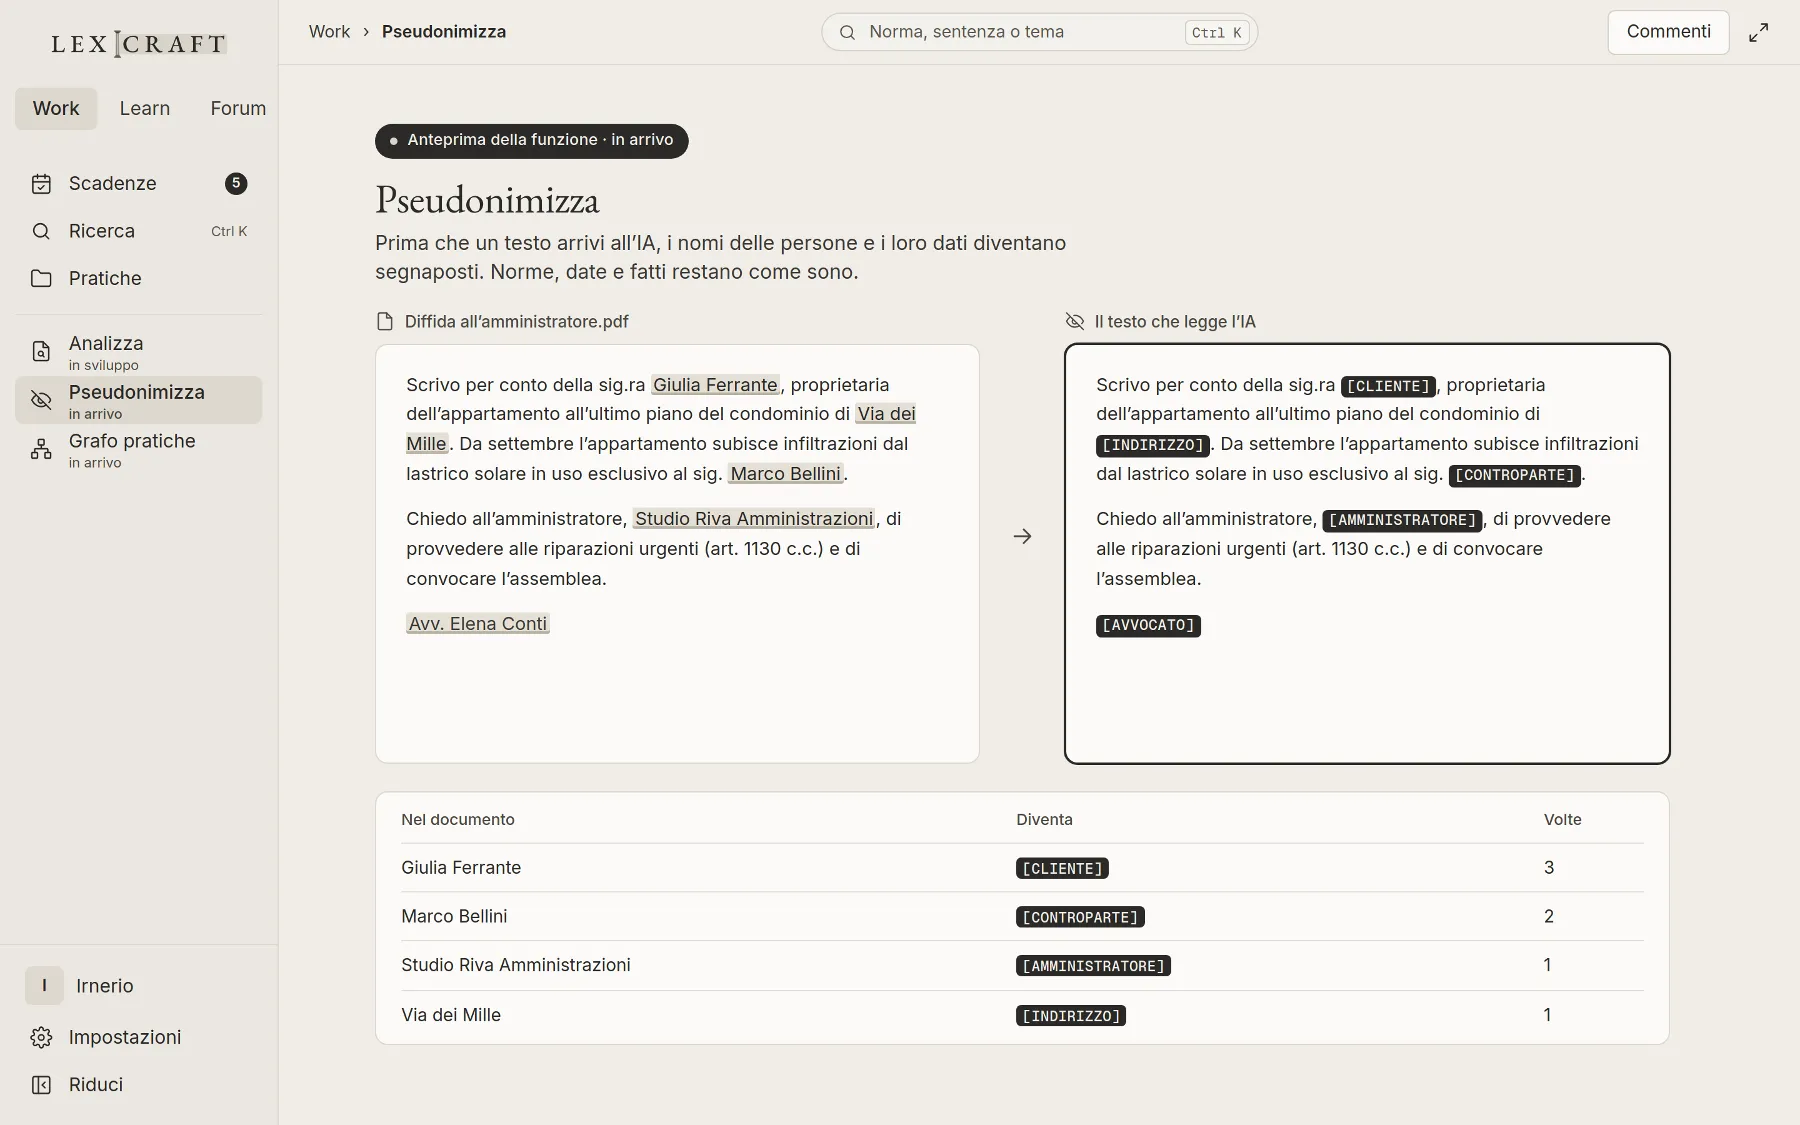 LEX CRAFT
Work Learn Forum
Scadenze 5
Ricerca Ctrl K
Pratiche
Analizza
in sviluppo
Pseudonimizza
in arrivo
Grafo pratiche
in arrivo
I Irnerio
Impostazioni
Riduci
Work › Pseudonimizza
Norma, sentenza o tema Ctrl K
Commenti
Anteprima della funzione · in arrivo
Pseudonimizza
Prima che un testo arrivi all’IA, i nomi delle persone e i loro dati diventano
segnaposti. Norme, date e fatti restano come sono.
Diffida all’amministratore.pdf
Scrivo per conto della sig.ra Giulia Ferrante, proprietaria
dell’appartamento all’ultimo piano del condominio di Via dei
Mille. Da settembre l’appartamento subisce infiltrazioni dal
lastrico solare in uso esclusivo al sig. Marco Bellini.
Chiedo all’amministratore, Studio Riva Amministrazioni, di
provvedere alle riparazioni urgenti (art. 1130 c.c.) e di
convocare l’assemblea.
Avv. Elena Conti
Il testo che legge l’IA
Scrivo per conto della sig.ra [CLIENTE], proprietaria
dell’appartamento all’ultimo piano del condominio di
[INDIRIZZO]. Da settembre l’appartamento subisce infiltrazioni
dal lastrico solare in uso esclusivo al sig. [CONTROPARTE].
Chiedo all’amministratore, [AMMINISTRATORE], di provvedere
alle riparazioni urgenti (art. 1130 c.c.) e di convocare
l’assemblea.
[AVVOCATO]
Nel documento Diventa Volte
Giulia Ferrante [CLIENTE] 3
Marco Bellini [CONTROPARTE] 2
Studio Riva Amministrazioni [AMMINISTRATORE] 1
Via dei Mille [INDIRIZZO] 1